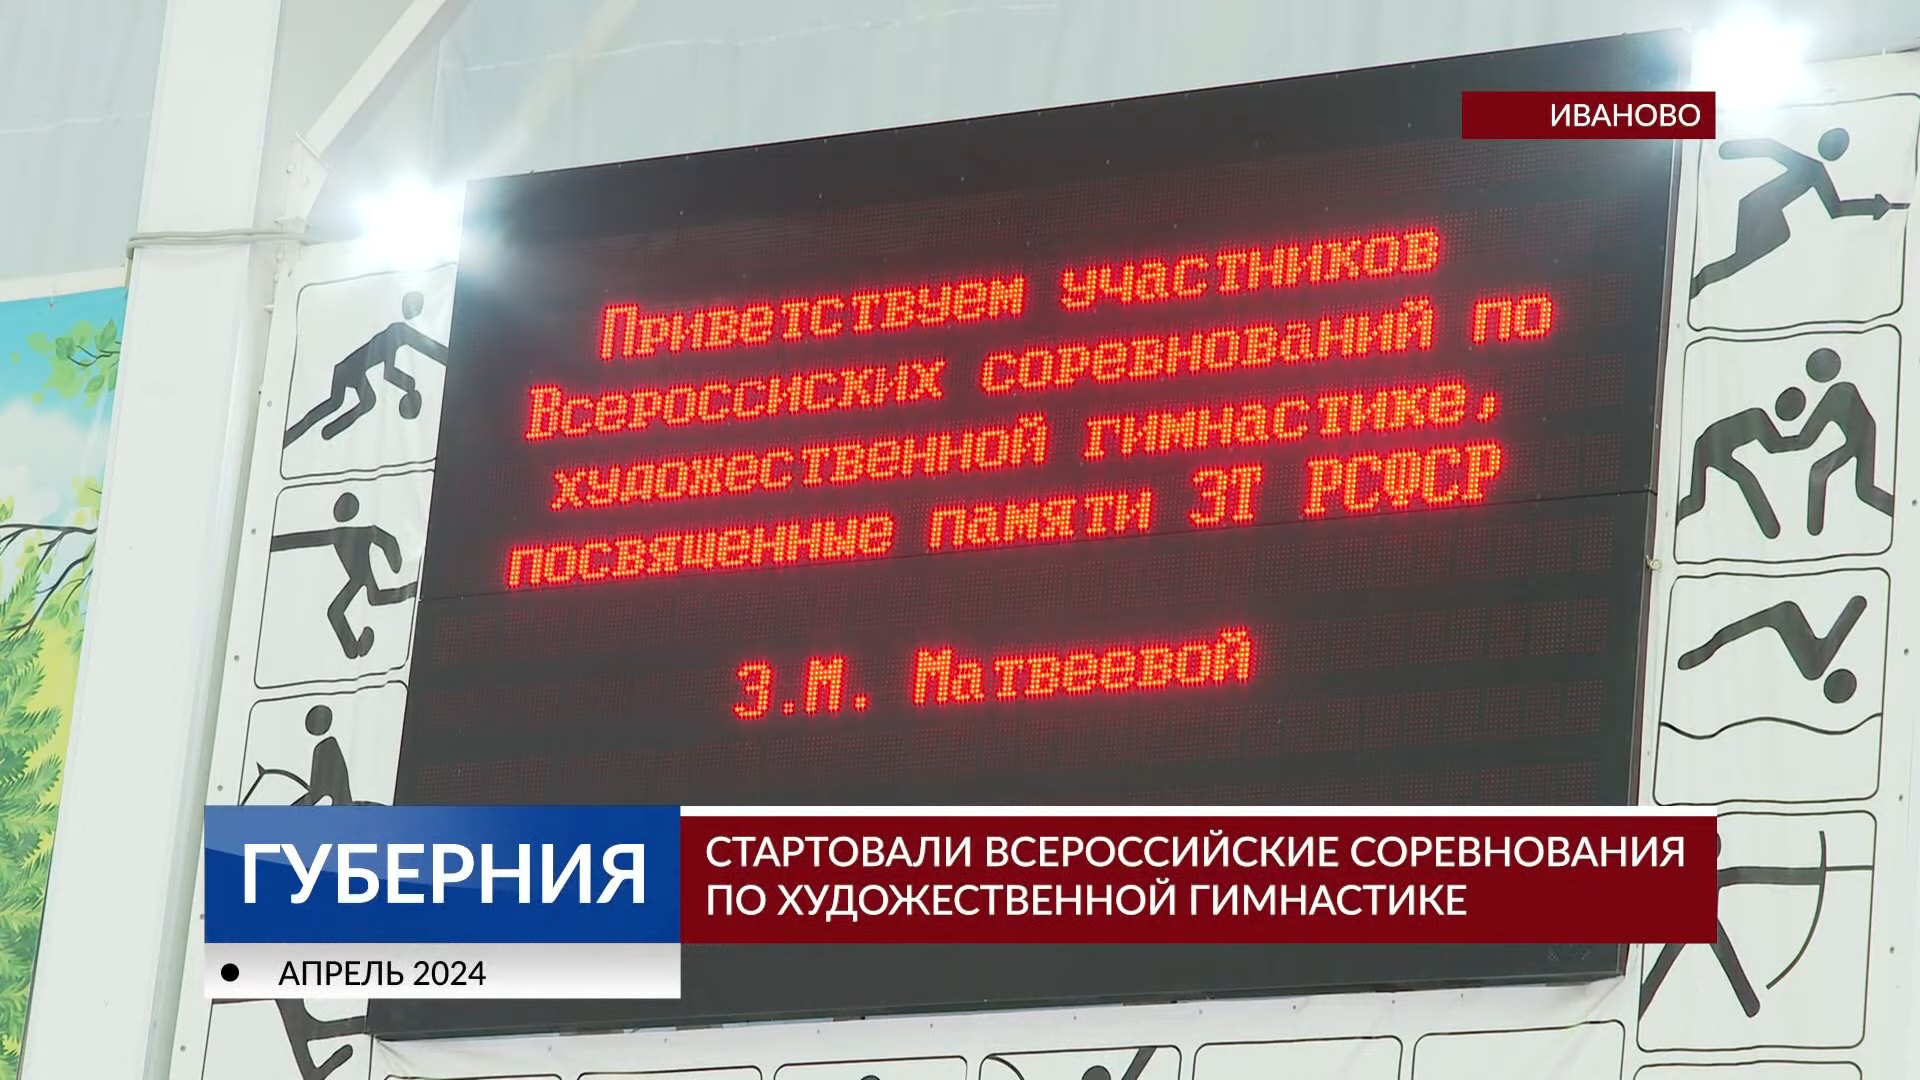 ИВАНОВО
Приветствуем участников
Всероссиских соревнований по
художественной гимнастике,
посвященные памяти ЗТ РСФСР
З.М. Матвеевой
ГУБЕРНИЯ
СТАРТОВАЛИ ВСЕРОССИЙСКИЕ СОРЕВНОВАНИЯ
ПО ХУДОЖЕСТВЕННОЙ ГИМНАСТИКЕ
АПРЕЛЬ 2024